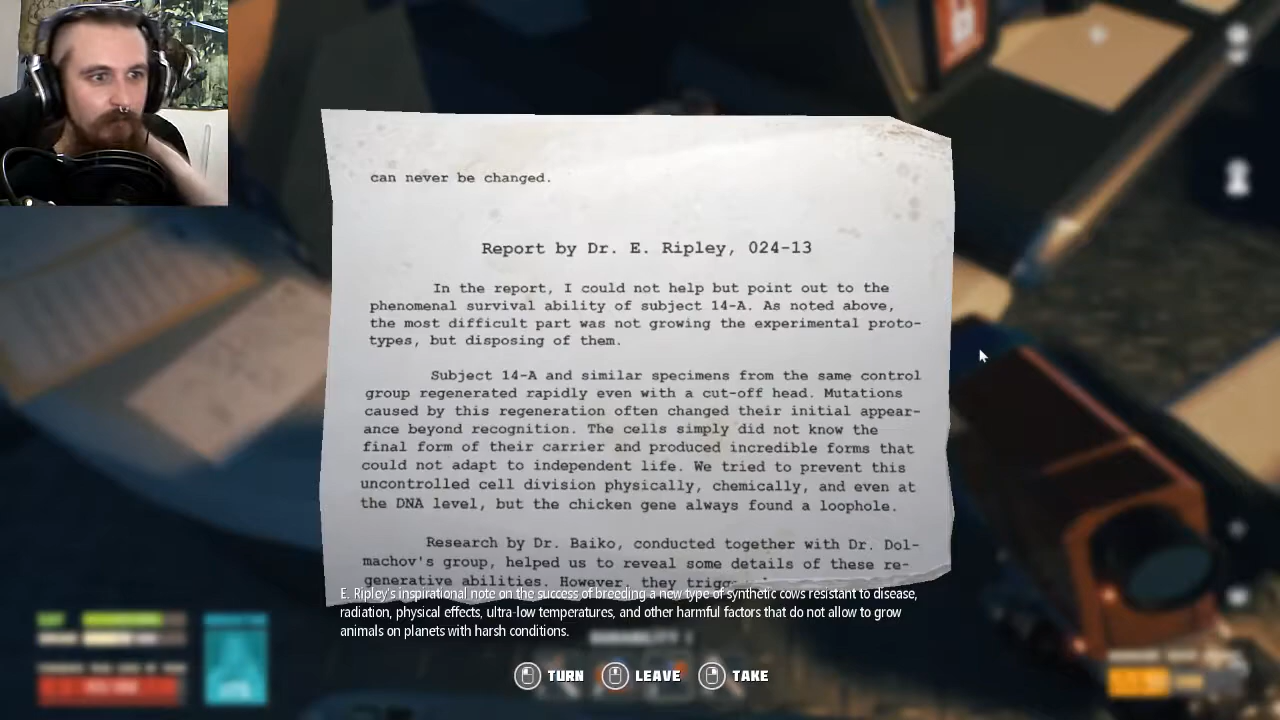 can never be changed.
Report by Dr. E. Ripley, 024-13
In the report, I could not help but point out to the
phenomenal survival ability of subject 14-A. As noted above,
the most difficult part was not growing the experimental proto-
types, but disposing of them.
Subject 14-A and similar specimens from the same control
group regenerated rapidly even with a cut-off head. Mutations
caused by this regeneration often changed their initial appear-
ance beyond recognition. The cells simply did not know the
final form of their carrier and produced incredible forms that
could not adapt to independent life. We tried to prevent this
uncontrolled cell division physically, chemically, and even at
the DNA level, but the chicken gene always found a loophole.
Research by Dr. Baiko, conducted together with Dr. Dol-
machov's group, helped us to reveal some details of these re-
generative abilities. However, they
E. Ripley's inspirational note on the success of breeding a new type of synthetic cows resistant to disease,
radiation, physical effects, ultra-low temperatures, and other harmful factors that do not allow to grow
animals on planets with harsh conditions.
TURN LEAVE TAKE